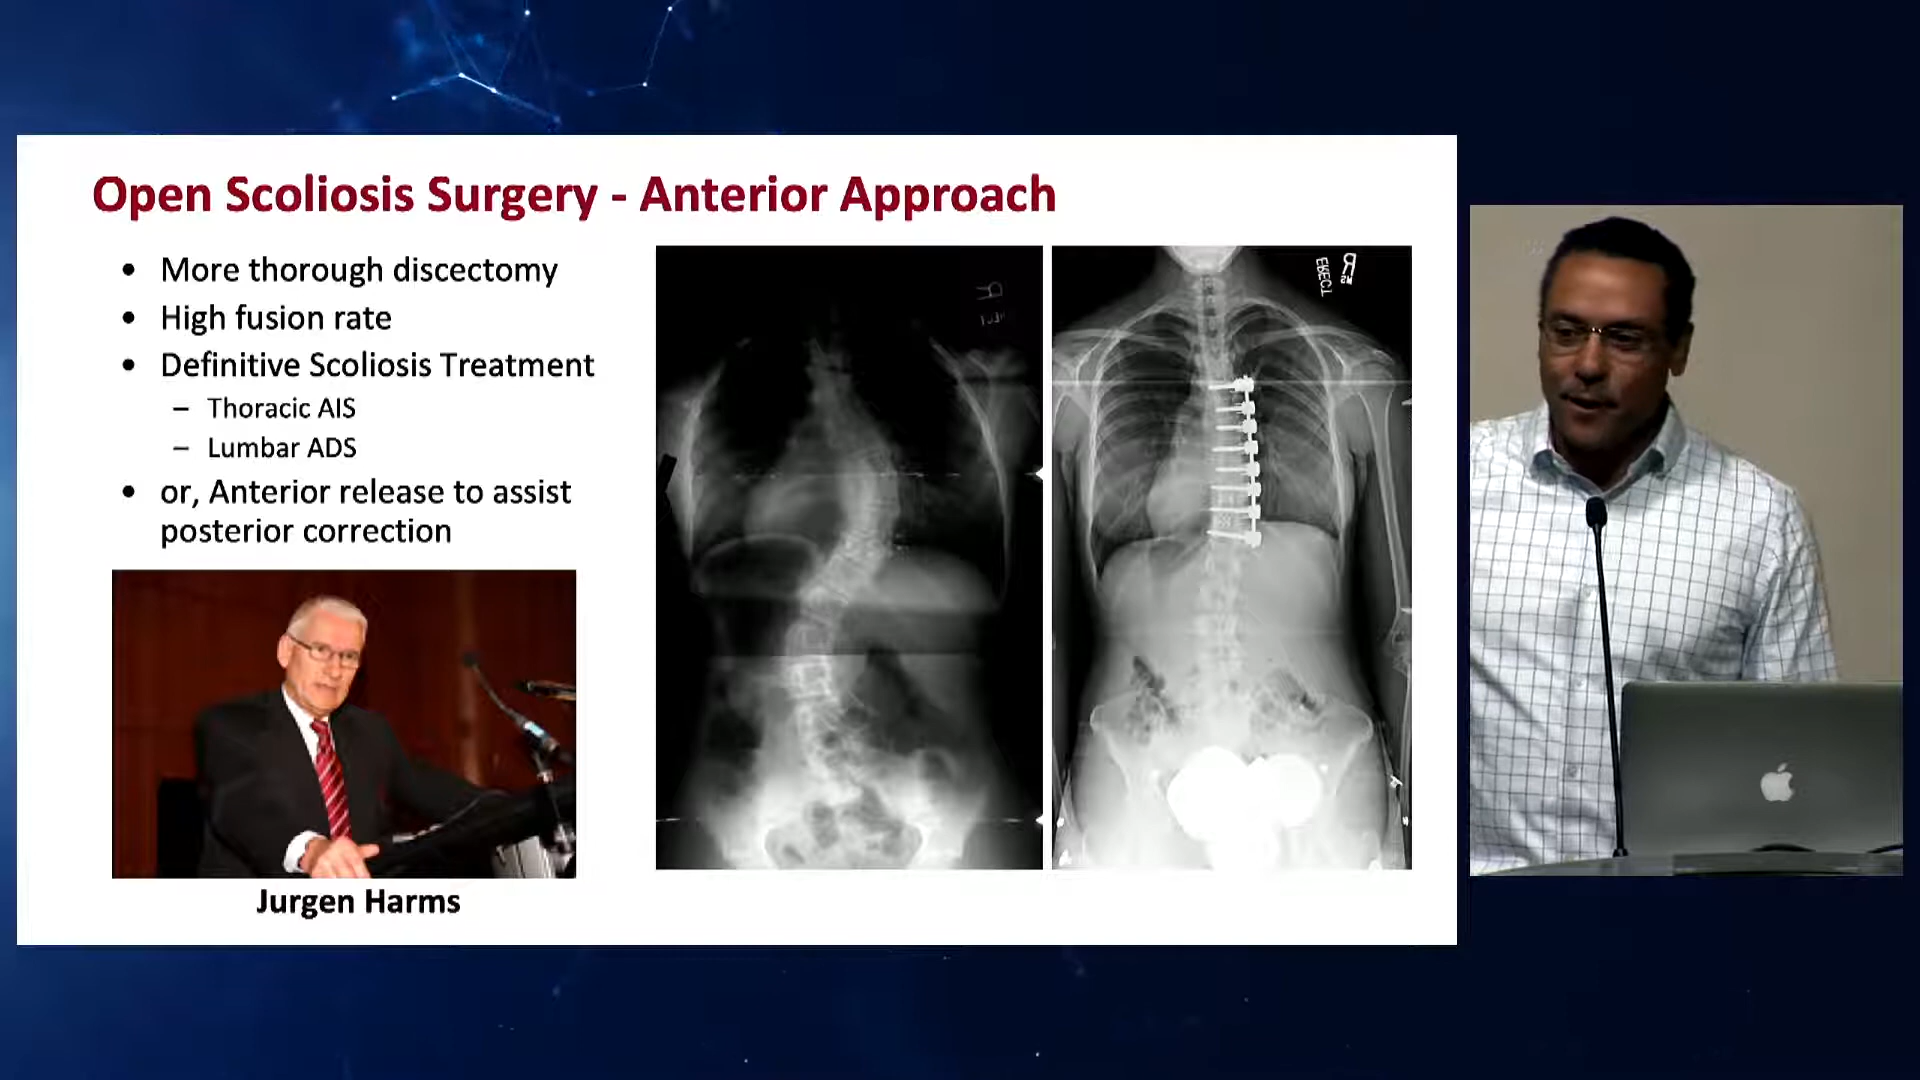 Open Scoliosis Surgery - Anterior Approach
• More thorough discectomy
• High fusion rate
• Definitive Scoliosis Treatment
– Thoracic AIS
– Lumbar ADS
• or, Anterior release to assist
posterior correction
Jurgen Harms
R
ERECT